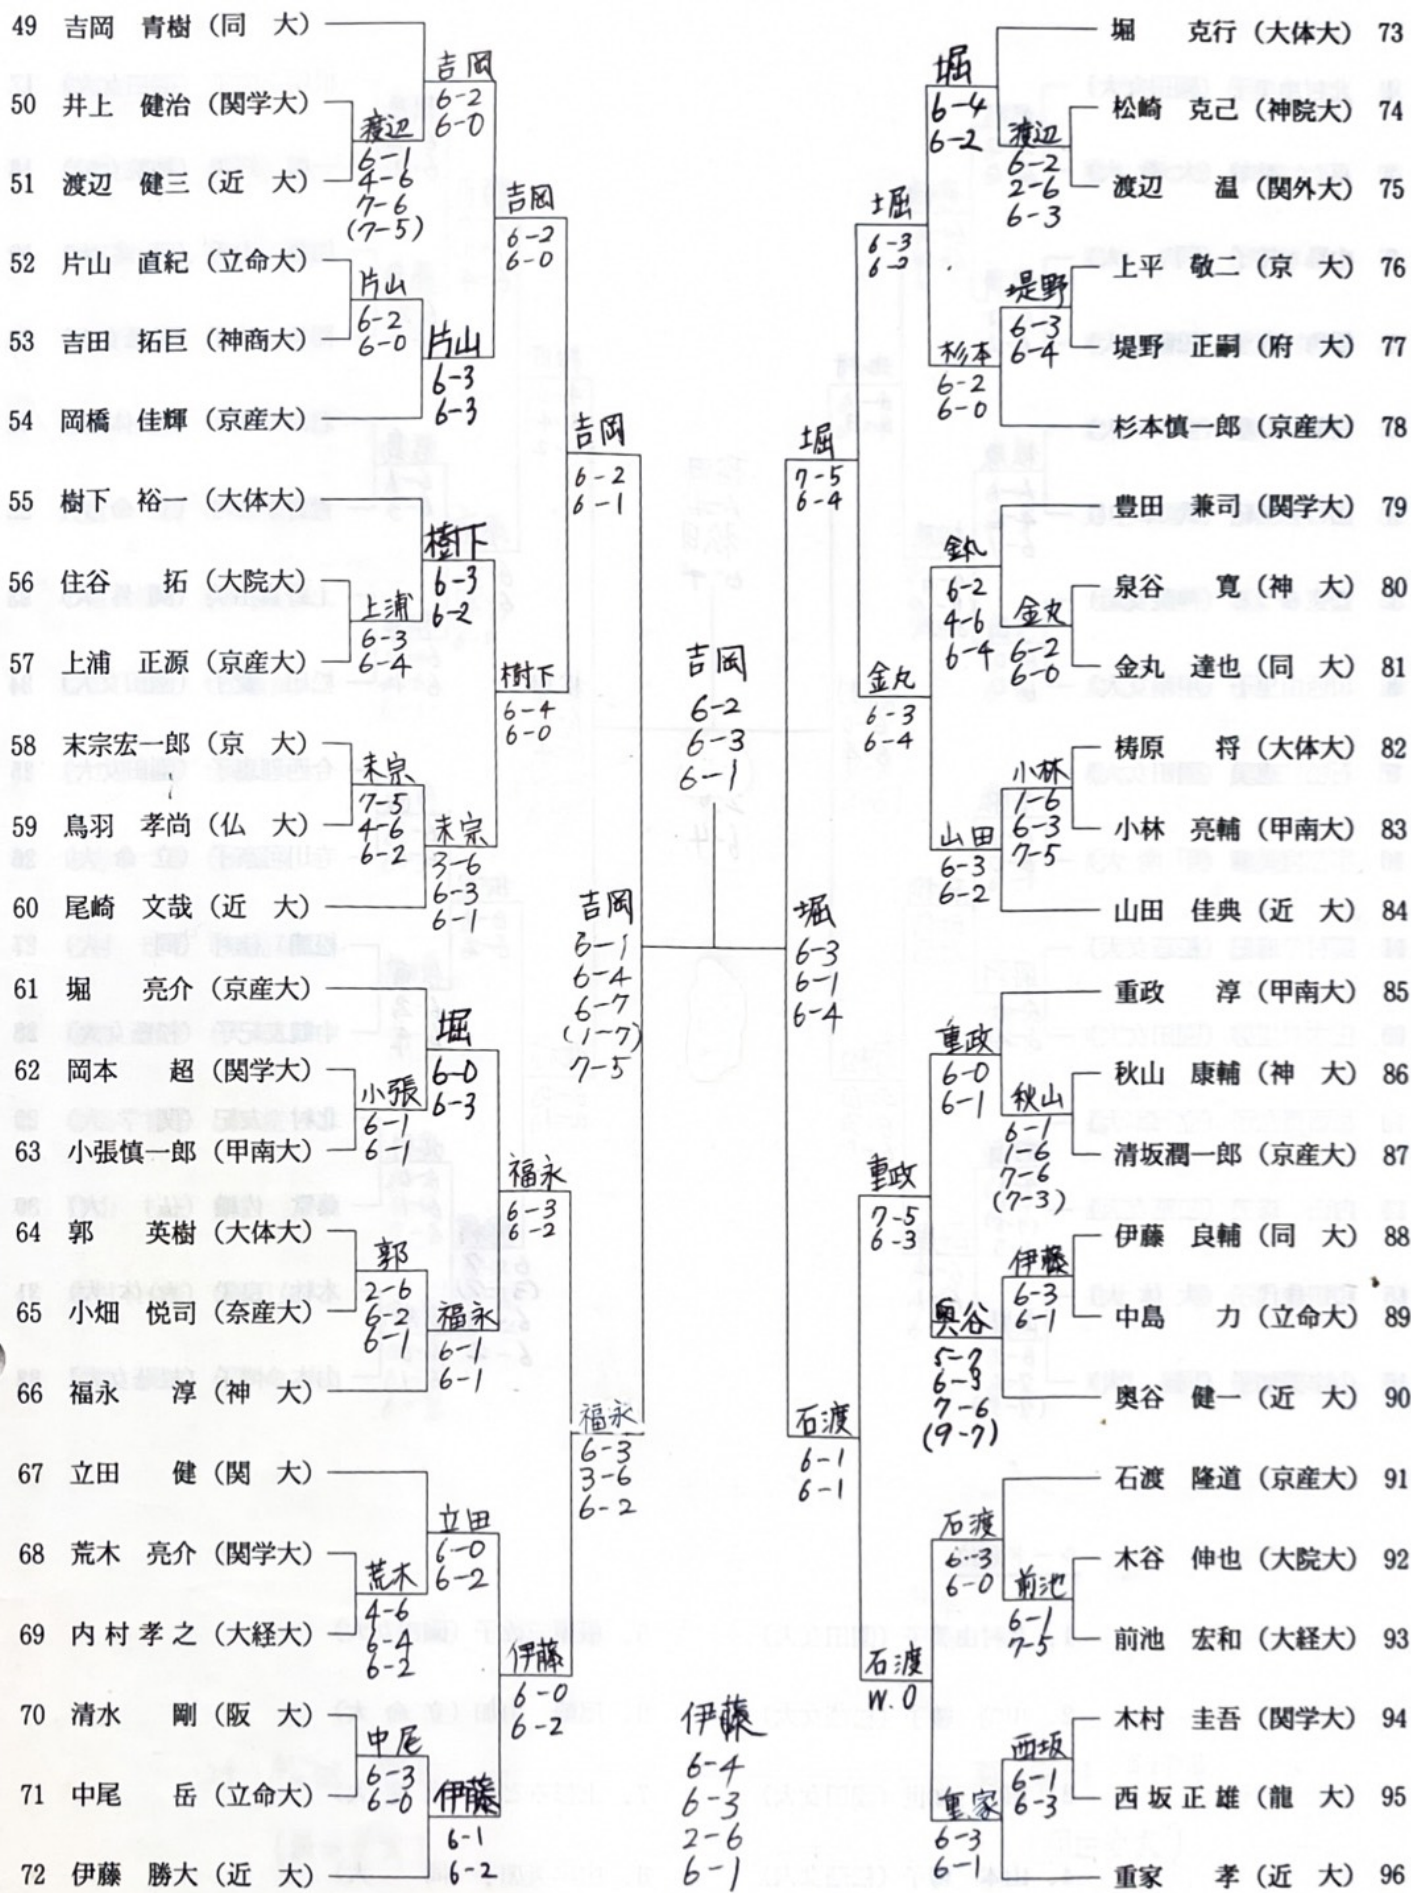 49 吉岡 青樹 (同 大)
吉岡
6-2
6-0
50 井上 健治 (関学大)
渡辺
6-1
4-6
7-6
(7-5)
51 渡辺 健三 (近 大)
吉岡
6-2
6-0
52 片山 直紀 (立命大)
片山
6-2
6-0
53 吉田 拓巨 (神商大)
片山
6-3
6-3
54 岡橋 佳輝 (京産大)
吉岡
6-2
6-1
55 樹下 裕一 (大体大)
樹下
6-3
6-2
56 住谷 拓 (大院大)
上浦
6-3
6-4
57 上浦 正源 (京産大)
樹下
6-4
6-0
58 末宗宏一郎 (京 大)
末宗
7-5
4-6
6-2
59 鳥羽 孝尚 (仏 大)
末宗
3-6
6-3
6-1
60 尾崎 文哉 (近 大)
吉岡
6-1
6-4
6-7
(1-7)
7-5
61 堀 亮介 (京産大)
堀
6-0
6-3
62 岡本 超 (関学大)
小張
6-1
6-1
63 小張慎一郎 (甲南大)
福永
6-3
6-2
64 郭 英樹 (大体大)
郭
2-6
6-2
6-1
65 小畑 悦司 (奈産大)
福永
6-1
6-1
66 福永 淳 (神 大)
福永
6-3
3-6
6-2
67 立田 健 (関 大)
立田
6-0
6-2
68 荒木 亮介 (関学大)
荒木
4-6
6-4
6-2
69 内村孝之 (大経大)
伊藤
6-0
6-2
70 清水 剛 (阪 大)
中尾
6-3
6-0
71 中尾 岳 (立命大)
伊藤
6-1
6-2
72 伊藤 勝大 (近 大)
吉岡
6-2
6-3
6-1
伊藤
6-4
6-3
2-6
6-1
堀 克行 (大体大) 73
堀
6-4
6-2
松崎 克己 (神院大) 74
渡辺
6-2
2-6
6-3
渡辺 温 (関外大) 75
堀
6-3
上平 敬二 (京 大) 76
堤野
6-3
6-4
堤野 正嗣 (府 大) 77
杉本
6-2
6-0
杉本慎一郎 (京産大) 78
堀
7-5
6-4
豊田 兼司 (関学大) 79
金丸
6-2
4-6
6-4
泉谷 寛 (神 大) 80
金丸
6-2
6-0
金丸 達也 (同 大) 81
金丸
6-3
6-4
梼原 将 (大体大) 82
小林
1-6
6-3
7-5
小林 亮輔 (甲南大) 83
山田
6-3
6-2
山田 佳典 (近 大) 84
堀
6-3
6-1
6-4
重政 淳 (甲南大) 85
重政
6-0
6-1
秋山 康輔 (神 大) 86
秋山
6-1
1-6
7-6
(7-3)
清坂潤一郎 (京産大) 87
重政
7-5
6-3
伊藤 良輔 (同 大) 88
伊藤
6-3
6-1
中島 力 (立命大) 89
奥谷
5-7
6-3
7-6
(9-7)
奥谷 健一 (近 大) 90
石渡
6-1
6-1
石渡 隆道 (京産大) 91
石渡
6-3
6-0
木谷 伸也 (大院大) 92
前池
6-1
7-5
前池 宏和 (大経大) 93
石渡
W.O
木村 圭吾 (関学大) 94
西坂
6-1
6-3
西坂正雄 (龍 大) 95
重家
6-3
6-1
重家 孝 (近 大) 96